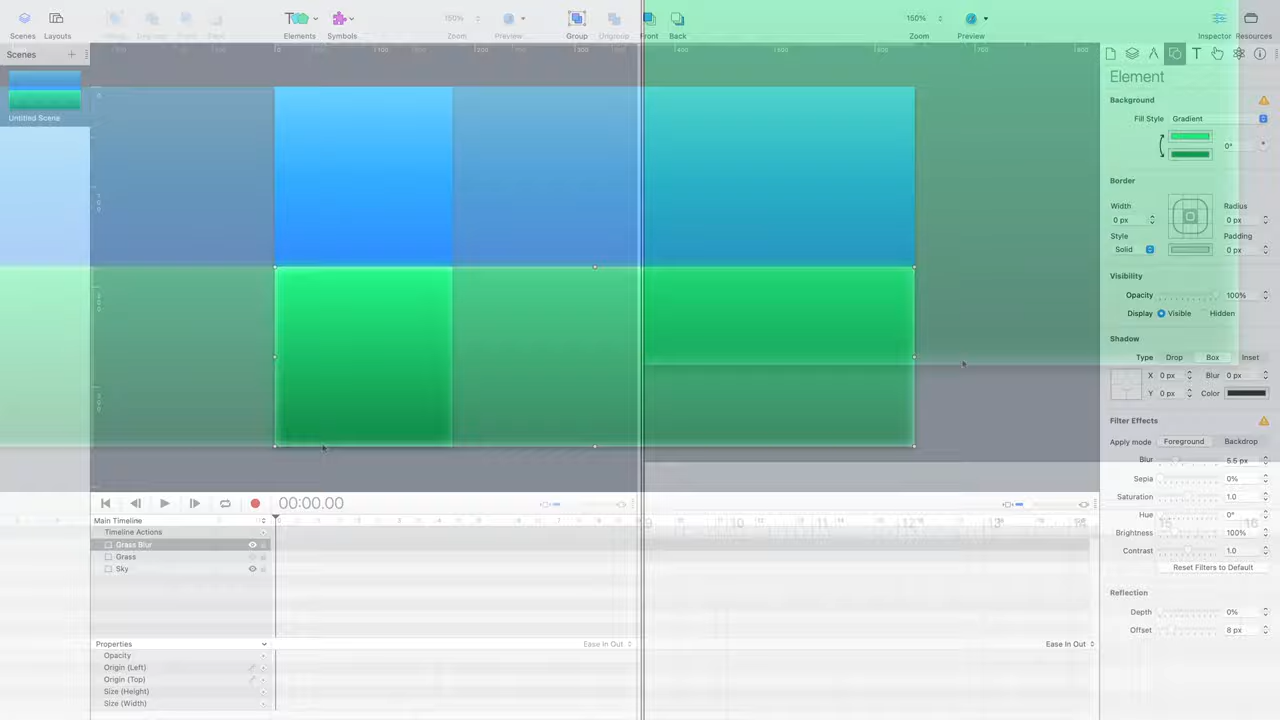 Scenes Layouts Elements Symbols 150% Zoom Preview Group Ungroup Front Back 150% Zoom Preview Inspector Resources
Scenes
Untitled Scene
Element
Background
Fill Style Gradient
0°
Border
Width Radius
0 px 0 px
Style Padding
Solid 0 px
Visibility
Opacity 100%
Display Visible Hidden
Shadow
Type Drop Box Inset
X 0 px Blur 0 px
Y 0 px Color
Filter Effects
Apply mode Foreground Backdrop
Blur 5.5 px
Sepia 0%
Saturation 1.0
Hue 0°
Brightness 100%
Contrast 1.0
Reset Filters to Default
Reflection
Depth 0%
Offset 8 px
00:00.00
Main Timeline
Timeline Actions
Grass Blur
Grass
Sky
Properties Ease In Out Ease In Out
Opacity
Origin (Left)
Origin (Top)
Size (Height)
Size (Width)